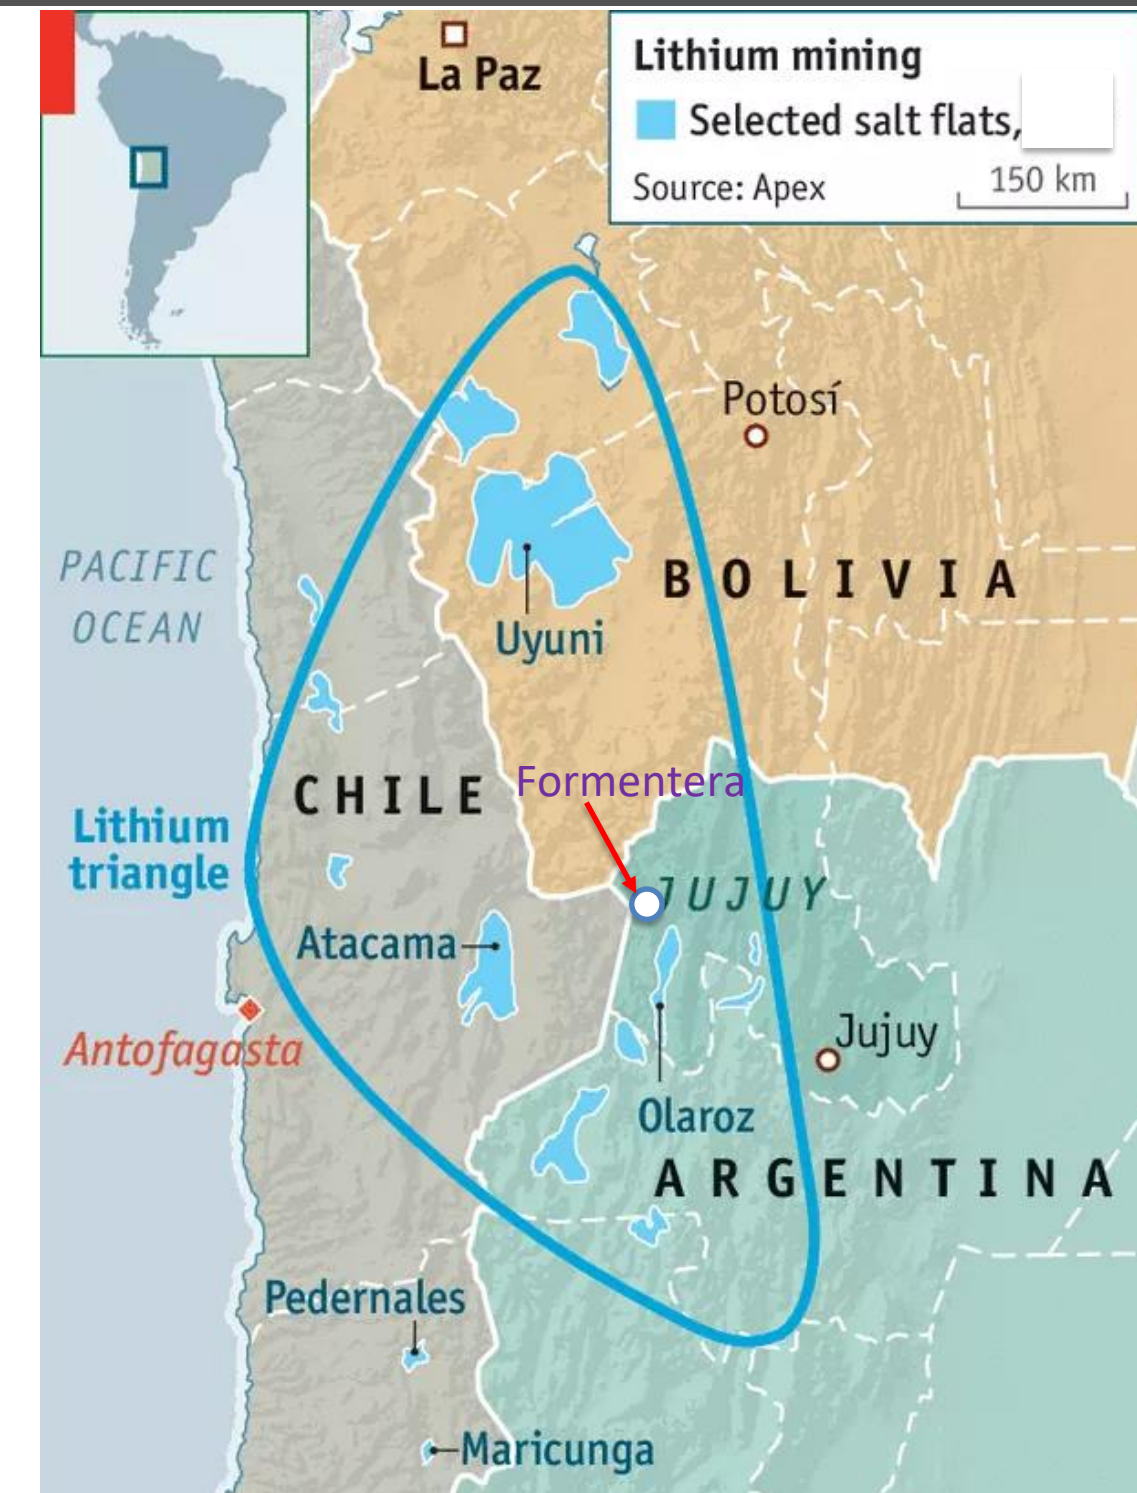 La Paz
Lithium mining
Selected salt flats,
Source: Apex
150 km
Potosí
PACIFIC
OCEAN
BOLIVIA
Uyuni
CHILE
Formentera
Lithium
triangle
JUJUY
Atacama
Antofagasta
Jujuy
Olaroz
ARGENTINA
Pedernales
Maricunga